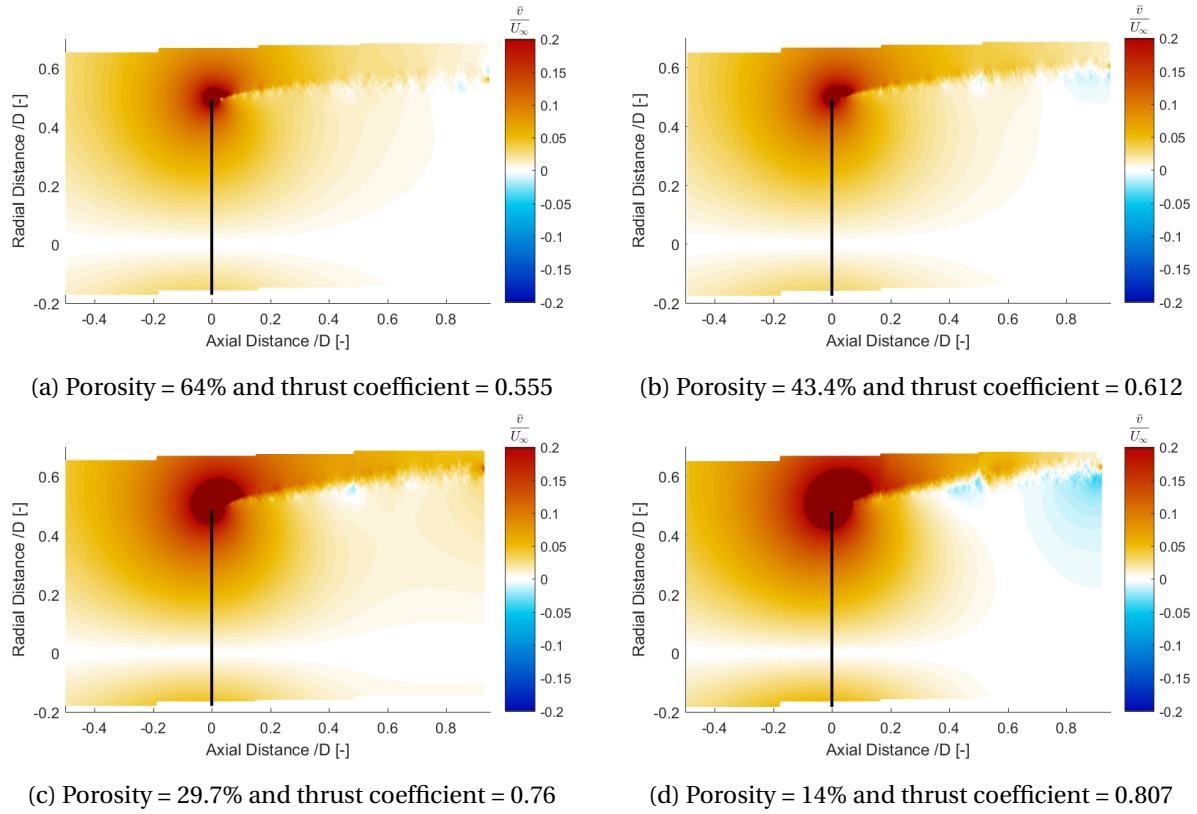 v̄
U∞
0.2
0.15
0.1
0.05
0
-0.05
-0.1
-0.15
-0.2
0.6
0.4
0.2
0
-0.2
Radial Distance /D [-]
-0.4 -0.2 0 0.2 0.4 0.6 0.8
Axial Distance /D [-]
(a) Porosity = 64% and thrust coefficient = 0.555
v̄
U∞
0.2
0.15
0.1
0.05
0
-0.05
-0.1
-0.15
-0.2
0.6
0.4
0.2
0
-0.2
Radial Distance /D [-]
-0.4 -0.2 0 0.2 0.4 0.6 0.8
Axial Distance /D [-]
(b) Porosity = 43.4% and thrust coefficient = 0.612
v̄
U∞
0.2
0.15
0.1
0.05
0
-0.05
-0.1
-0.15
-0.2
0.6
0.4
0.2
0
-0.2
Radial Distance /D [-]
-0.4 -0.2 0 0.2 0.4 0.6 0.8
Axial Distance /D [-]
(c) Porosity = 29.7% and thrust coefficient = 0.76
v̄
U∞
0.2
0.15
0.1
0.05
0
-0.05
-0.1
-0.15
-0.2
0.6
0.4
0.2
0
-0.2
Radial Distance /D [-]
-0.4 -0.2 0 0.2 0.4 0.6 0.8
Axial Distance /D [-]
(d) Porosity = 14% and thrust coefficient = 0.807